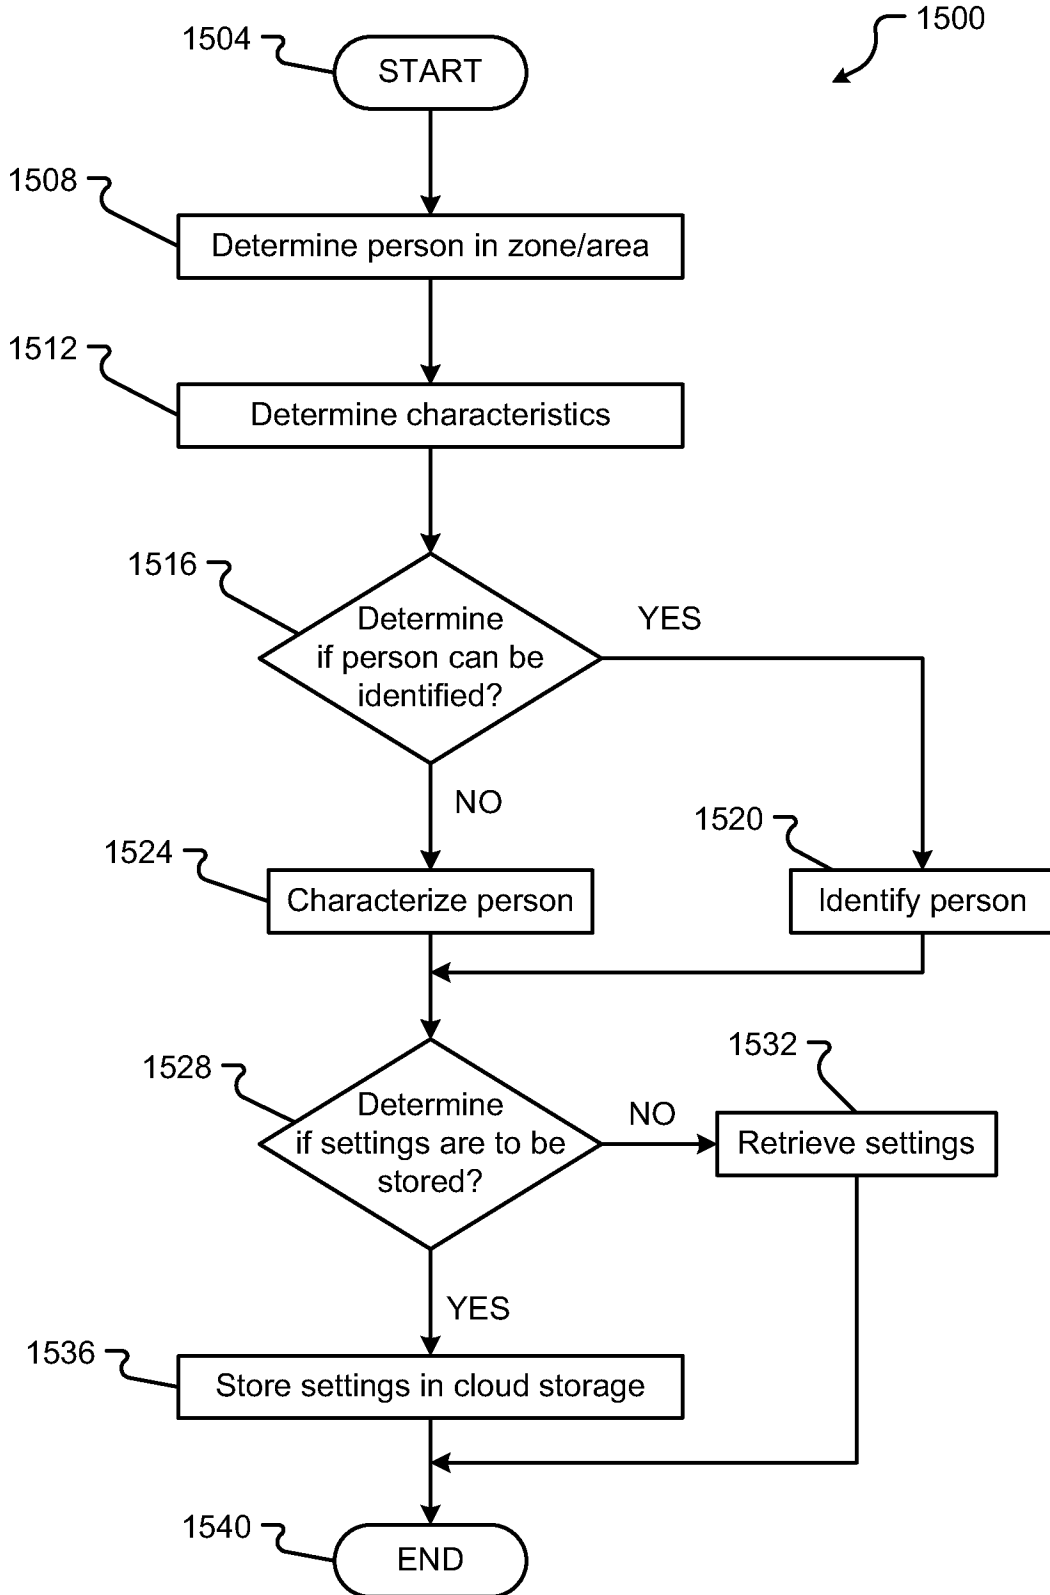 1500
1504
START
1508
Determine person in zone/area
1512
Determine characteristics
1516
Determine
if person can be
identified?
YES
NO
1520
1524
Characterize person
Identify person
1528
1532
Determine
if settings are to be
stored?
NO
Retrieve settings
YES
1536
Store settings in cloud storage
1540
END